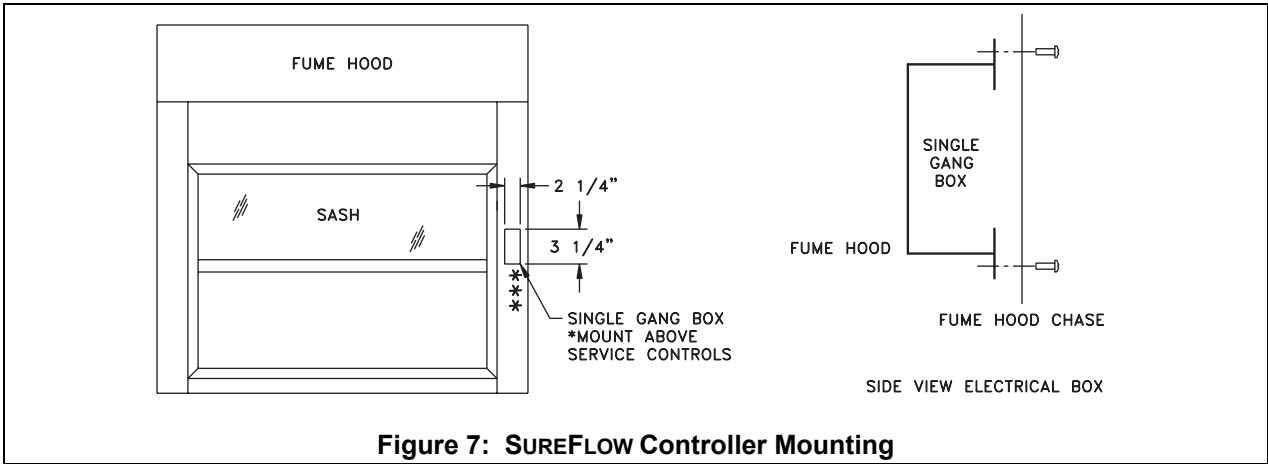 FUME HOOD
SASH
2 1/4”
3 1/4”
SINGLE GANG BOX
*MOUNT ABOVE
SERVICE CONTROLS
SINGLE
GANG
BOX
FUME HOOD
FUME HOOD CHASE
SIDE VIEW ELECTRICAL BOX
Figure 7: SUREFLOW Controller Mounting